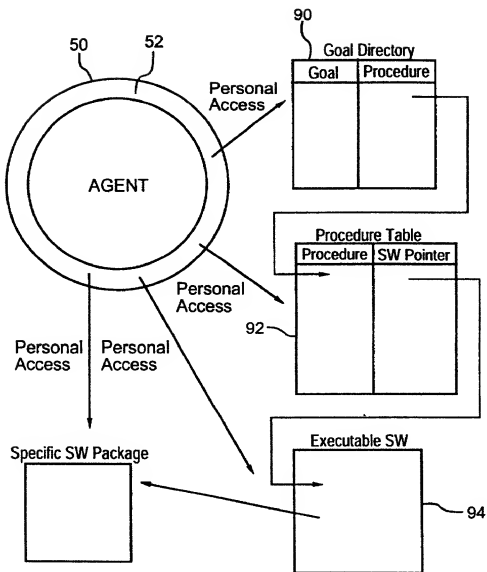 50
52
90
Goal Directory
Goal
Procedure
Personal
Access
AGENT
Procedure Table
Procedure
SW Pointer
Personal
Access
92
Personal
Access
Personal
Access
Specific SW Package
Executable SW
94